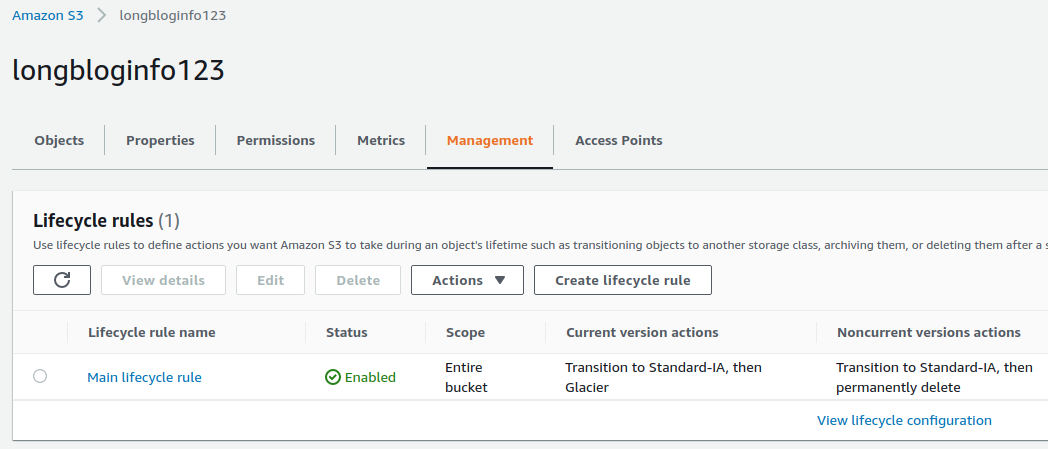 Amazon S3 > longbloginfo123
longbloginfo123
Objects Properties Permissions Metrics Management Access Points
Lifecycle rules (1)
Use lifecycle rules to define actions you want Amazon S3 to take during an object's lifetime such as transitioning objects to another storage class, archiving them, or deleting them after a
View details Edit Delete Actions Create lifecycle rule
Lifecycle rule name Status Scope Current version actions Noncurrent versions actions
Main lifecycle rule Enabled Entire bucket Transition to Standard-IA, then Glacier Transition to Standard-IA, then permanently delete
View lifecycle configuration